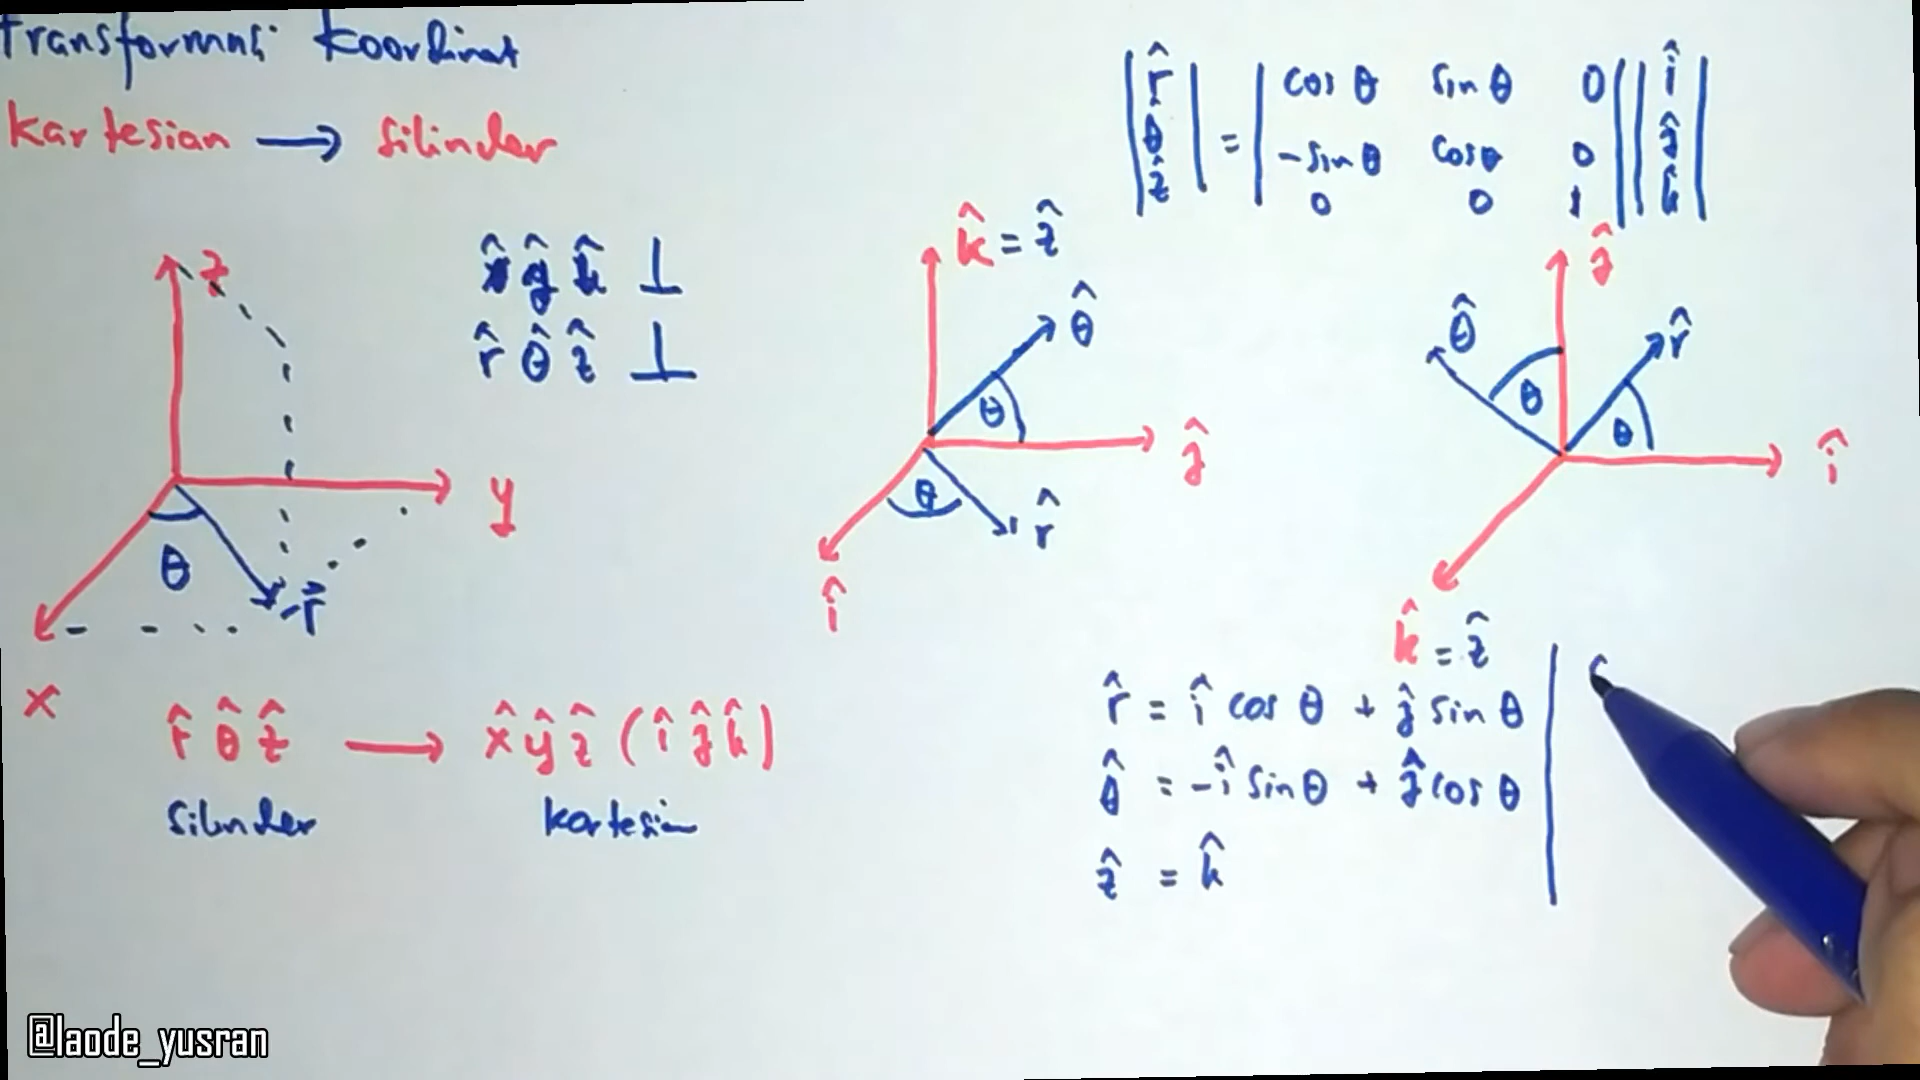 Transformasi koordinat
kartesian → silinder
z
y
x
θ
r⃗
x̂ ŷ k̂ ⊥
r̂ θ̂ ẑ ⊥
r̂ θ̂ ẑ → x̂ ŷ ẑ (î ĵ k̂)
silinder kartesian
k̂ = ẑ
θ̂
θ
ĵ
θ
r̂
î
|r̂| = |cos θ sin θ 0| |î|
|θ̂| |-sin θ cos θ 0| |ĵ|
|ẑ| |0 0 1| |k̂|
ĵ
θ̂
r̂
θ
θ
î
k̂ = ẑ
r̂ = î cos θ + ĵ sin θ
θ̂ = -î sin θ + ĵ cos θ
ẑ = k̂
@laode_yusran